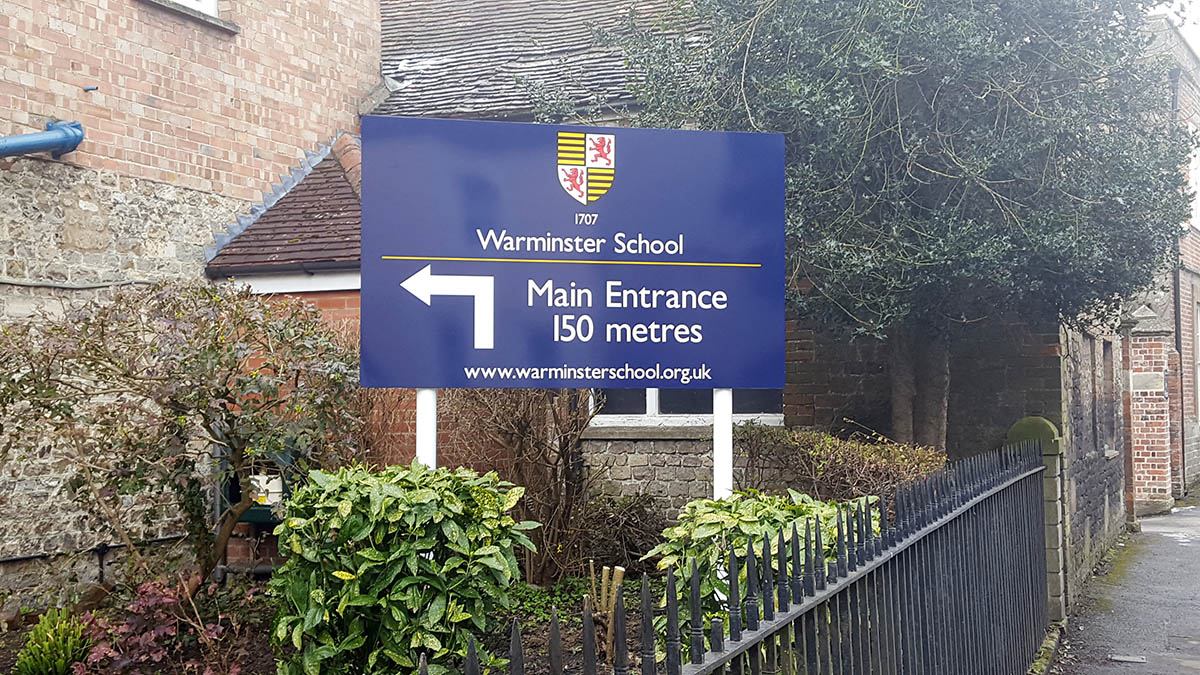 1707
Warminster School
Main Entrance
150 metres
www.warminsterschool.org.uk